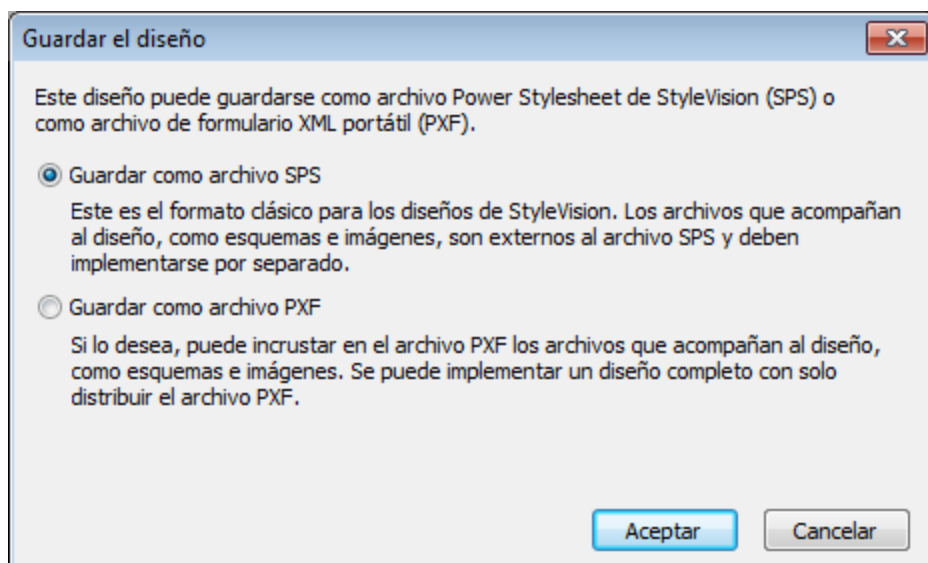 Guardar el diseño
Este diseño puede guardarse como archivo Power Stylesheet de StyleVision (SPS) o
como archivo de formulario XML portátil (PXF).
Guardar como archivo SPS
Este es el formato clásico para los diseños de StyleVision. Los archivos que acompañan
al diseño, como esquemas e imágenes, son externos al archivo SPS y deben
implementarse por separado.
Guardar como archivo PXF
Si lo desea, puede incrustar en el archivo PXF los archivos que acompañan al diseño,
como esquemas e imágenes. Se puede implementar un diseño completo con solo
distribuir el archivo PXF.
Aceptar
Cancelar